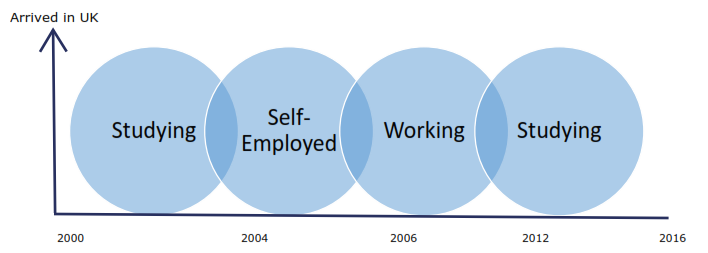 Arrived in UK
Studying
Self-
Employed
Working
Studying
2000
2004
2006
2012
2016